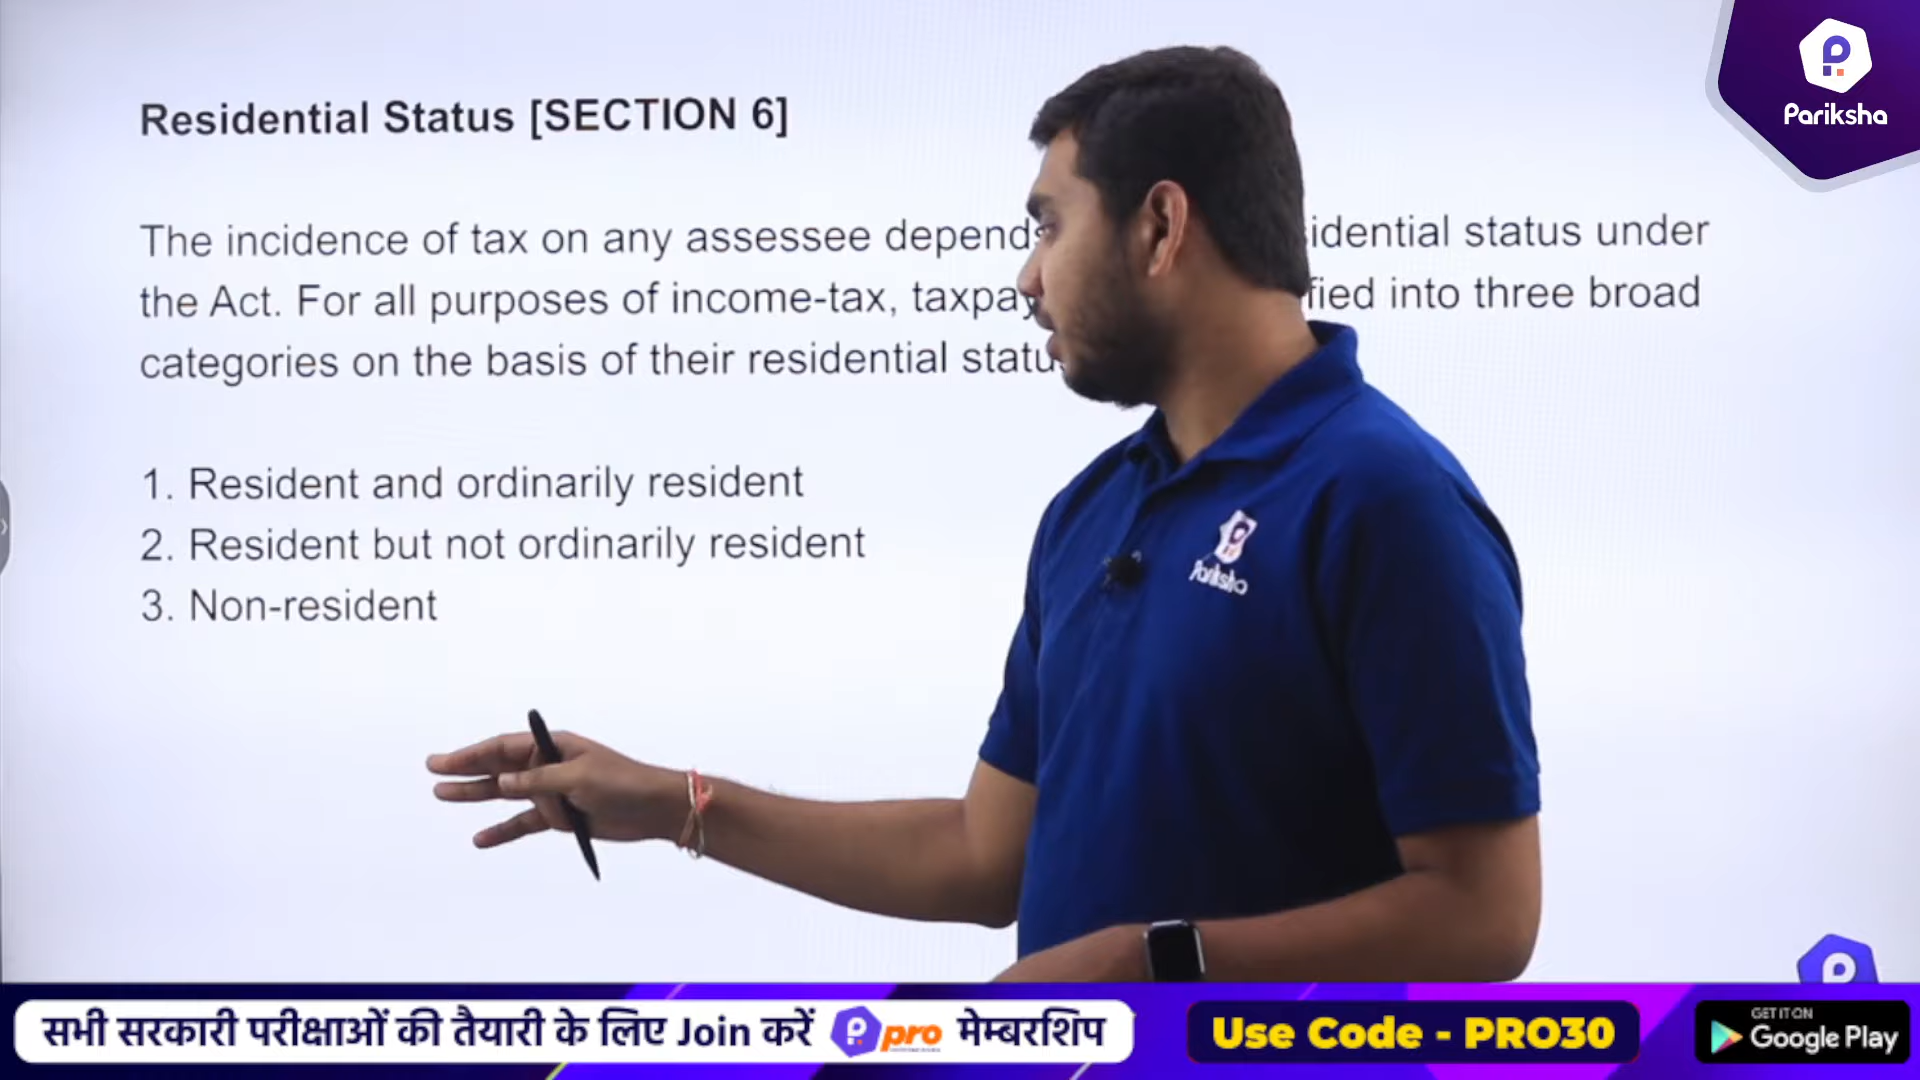 Pariksha
Residential Status [SECTION 6]
The incidence of tax on any assessee depends idential status under
the Act. For all purposes of income-tax, taxpay fied into three broad
categories on the basis of their residential statu
1. Resident and ordinarily resident
2. Resident but not ordinarily resident
3. Non-resident
Pariksha
सभी सरकारी परीक्षाओं की तैयारी के लिए Join करें pro मेम्बरशिप
Use Code - PRO30
GET IT ON
Google Play